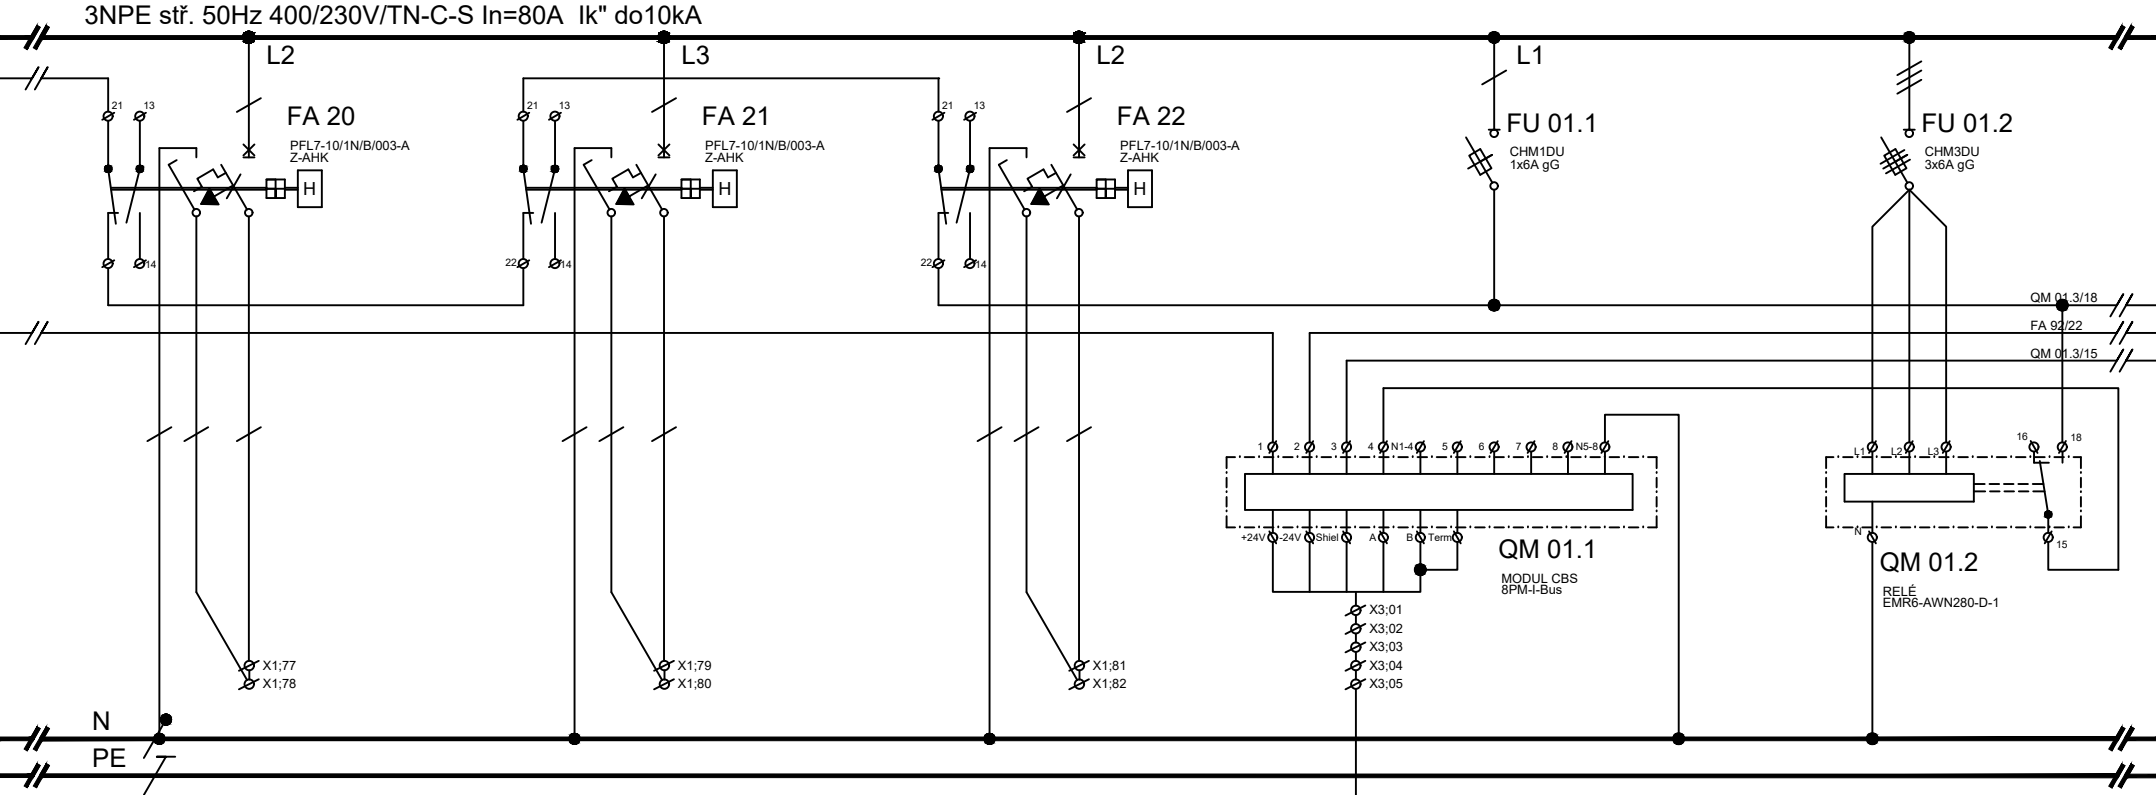 3NPE stř. 50Hz 400/230V/TN-C-S In=80A Ik" do10kA
L2
L3
L2
L1
21
13
FA 20
PFL7-10/1N/B/003-A
Z-AHK
H
14
21
13
FA 21
PFL7-10/1N/B/003-A
Z-AHK
H
22
14
21
13
FA 22
PFL7-10/1N/B/003-A
Z-AHK
H
22
14
FU 01.1
CHM1DU
1x6A gG
FU 01.2
CHM3DU
3x6A gG
QM 01.3/18
FA 92/22
QM 01.3/15
1
2
3
4
N1-4
5
6
7
8
N5-8
+24V
-24V
Shiel
A
B
Term
QM 01.1
MODUL CBS
8PM-I-Bus
L1
L2
L3
16
18
N
15
QM 01.2
RELÉ
EMR6-AWN280-D-1
X3;01
X3;02
X3;03
X3;04
X3;05
X1;77
X1;78
X1;79
X1;80
X1;81
X1;82
N
PE